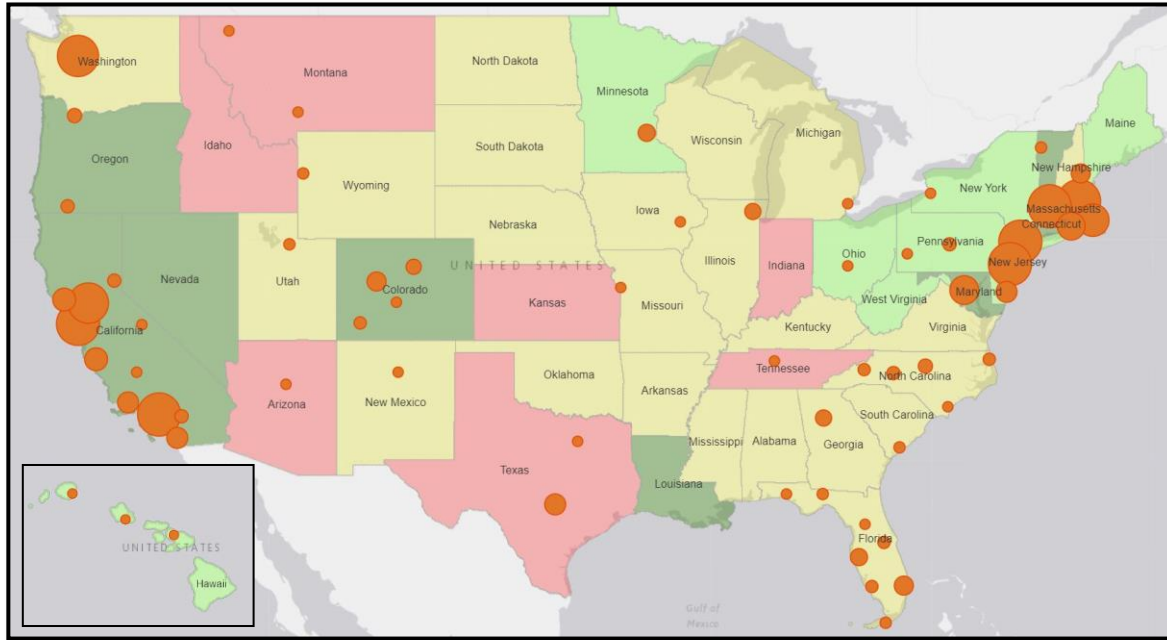 Washington
Montana
North Dakota
Minnesota
Maine
Oregon
Idaho
South Dakota
Wisconsin
Michigan
New Hampshire
Wyoming
New York
Massachusetts
Iowa
Connecticut
Nebraska
Pennsylvania
Nevada
Utah
UNITED STATES
Illinois
Indiana
Ohio
New Jersey
Colorado
Maryland
Kansas
Missouri
West Virginia
California
Kentucky
Virginia
Oklahoma
Tennessee
North Carolina
Arizona
New Mexico
Arkansas
South Carolina
Mississippi
Alabama
Georgia
Texas
Louisiana
Florida
UNITED STATES
Hawaii
Gulf of
Mexico